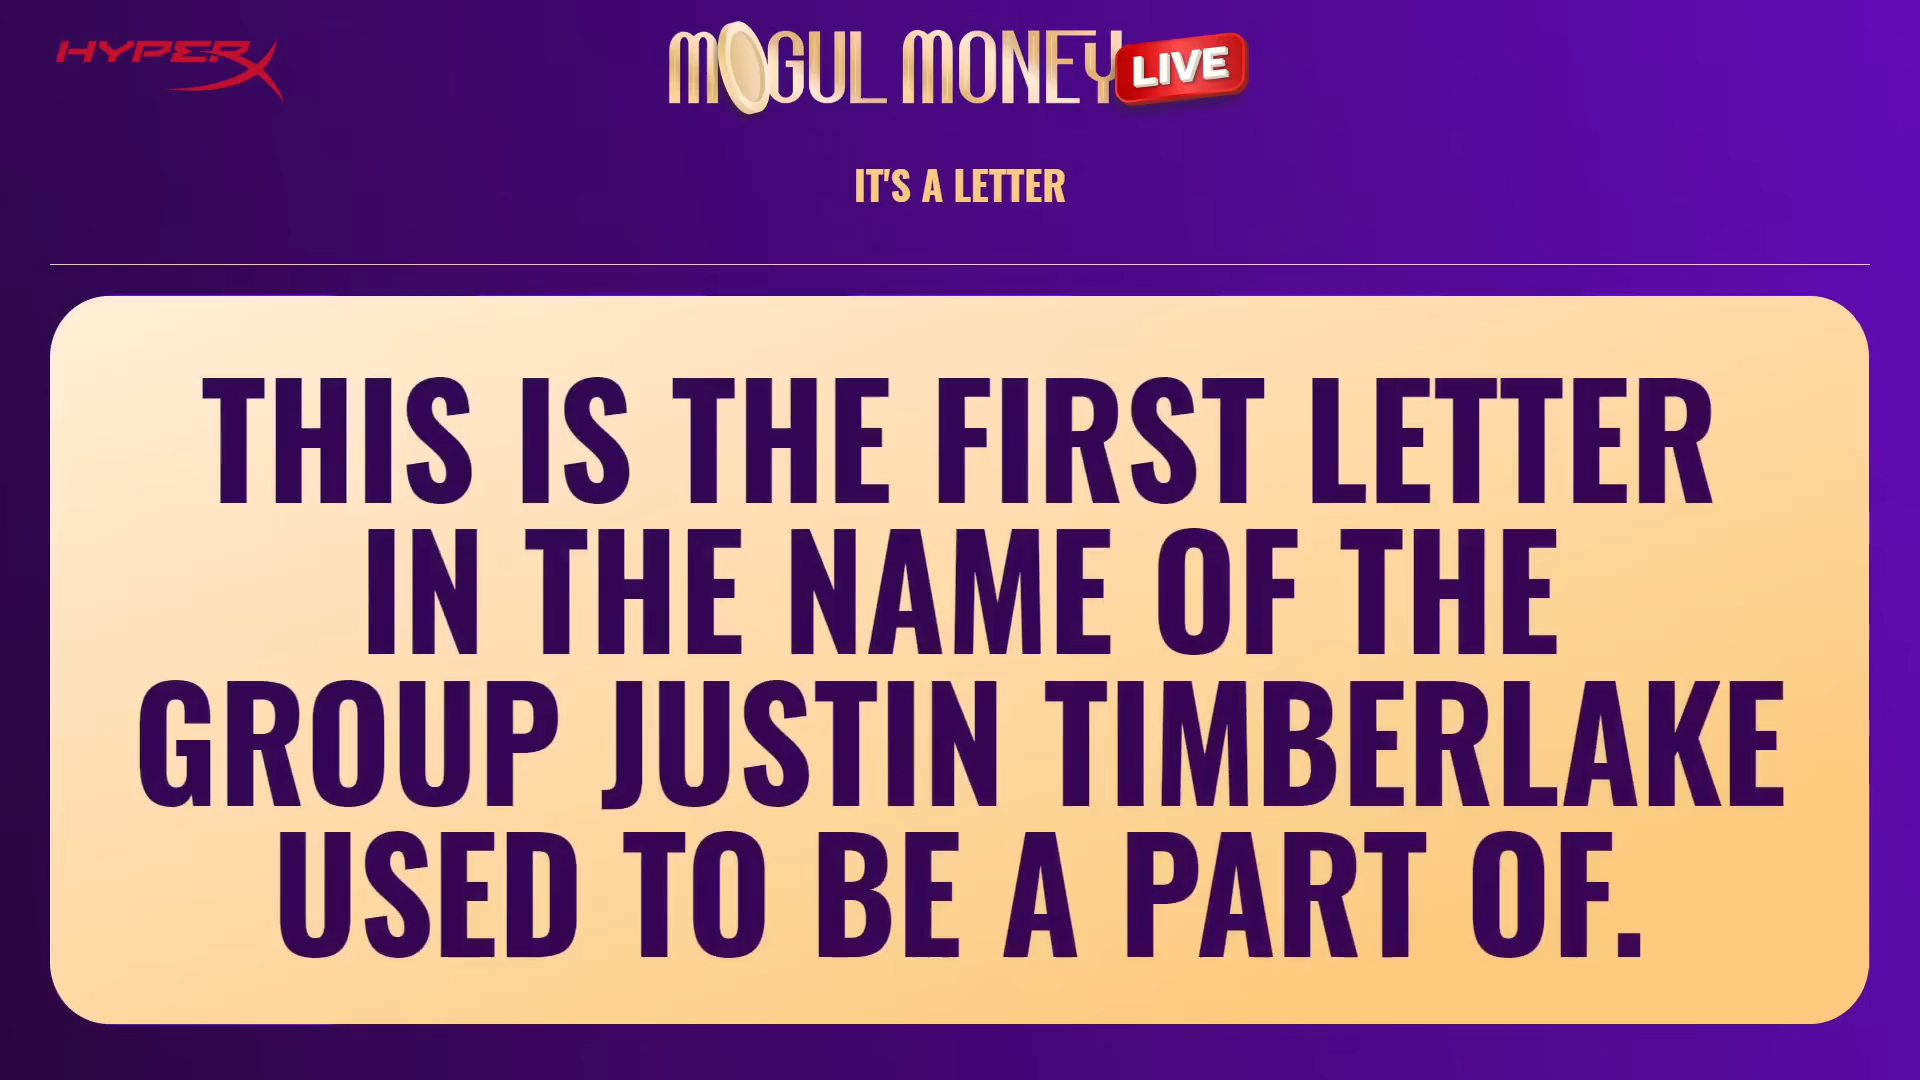 HYPERX
MOGUL MONEY LIVE
IT'S A LETTER
THIS IS THE FIRST LETTER
IN THE NAME OF THE
GROUP JUSTIN TIMBERLAKE
USED TO BE A PART OF.